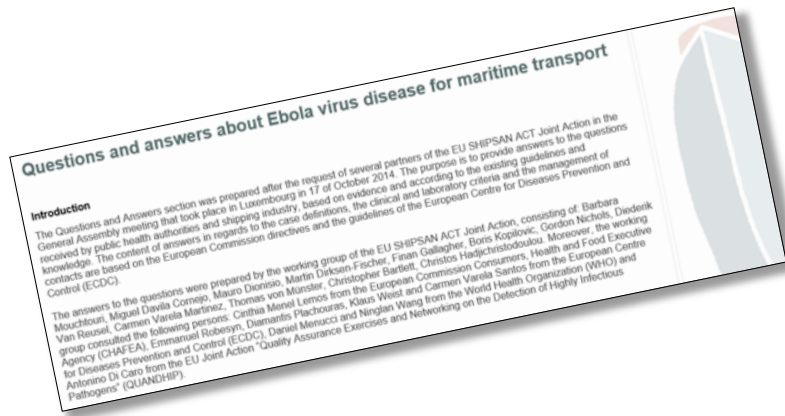 Questions and answers about Ebola virus disease for maritime transport
Introduction
The Questions and Answers section was prepared after the request of several partners of the EU SHIPSAN ACT Joint Action in the
General Assembly meeting that took place in Luxembourg in 17 of October 2014. The purpose is to provide answers to the questions
received by public health authorities and shipping industry, based on evidence and according to the existing guidelines and
knowledge. The content of answers in regards to the case definitions, the clinical and laboratory criteria and the management of
contacts are based on the European Commission directives and the guidelines of the European Centre for Diseases Prevention and
Control (ECDC).
The answers to the questions were prepared by the working group of the EU SHIPSAN ACT Joint Action, consisting of: Barbara
Mouchtouri, Miguel Davila Cornejo, Mauro Dionisio, Martin Dirksen-Fischer, Finan Gallagher, Boris Kopilovic, Gordon Nichols, Diederik
Van Reusel, Carmen Varela Martinez, Thomas von Münster, Christopher Bartlett, Christos Hadjichristodoulou. Moreover, the working
group consulted the following persons: Cinthia Menel Lemos from the European Commission Consumers, Health and Food Executive
Agency (CHAFEA), Emmanuel Robesyn, Diamantis Plachouras, Klaus Weist and Carmen Varela Santos from the European Centre
for Diseases Prevention and Control (ECDC), Daniel Menucci and Ninglan Wang from the World Health Organization (WHO) and
Antonino Di Caro from the EU Joint Action "Quality Assurance Exercises and Networking on the Detection of Highly Infectious
Pathogens" (QUANDHIP).